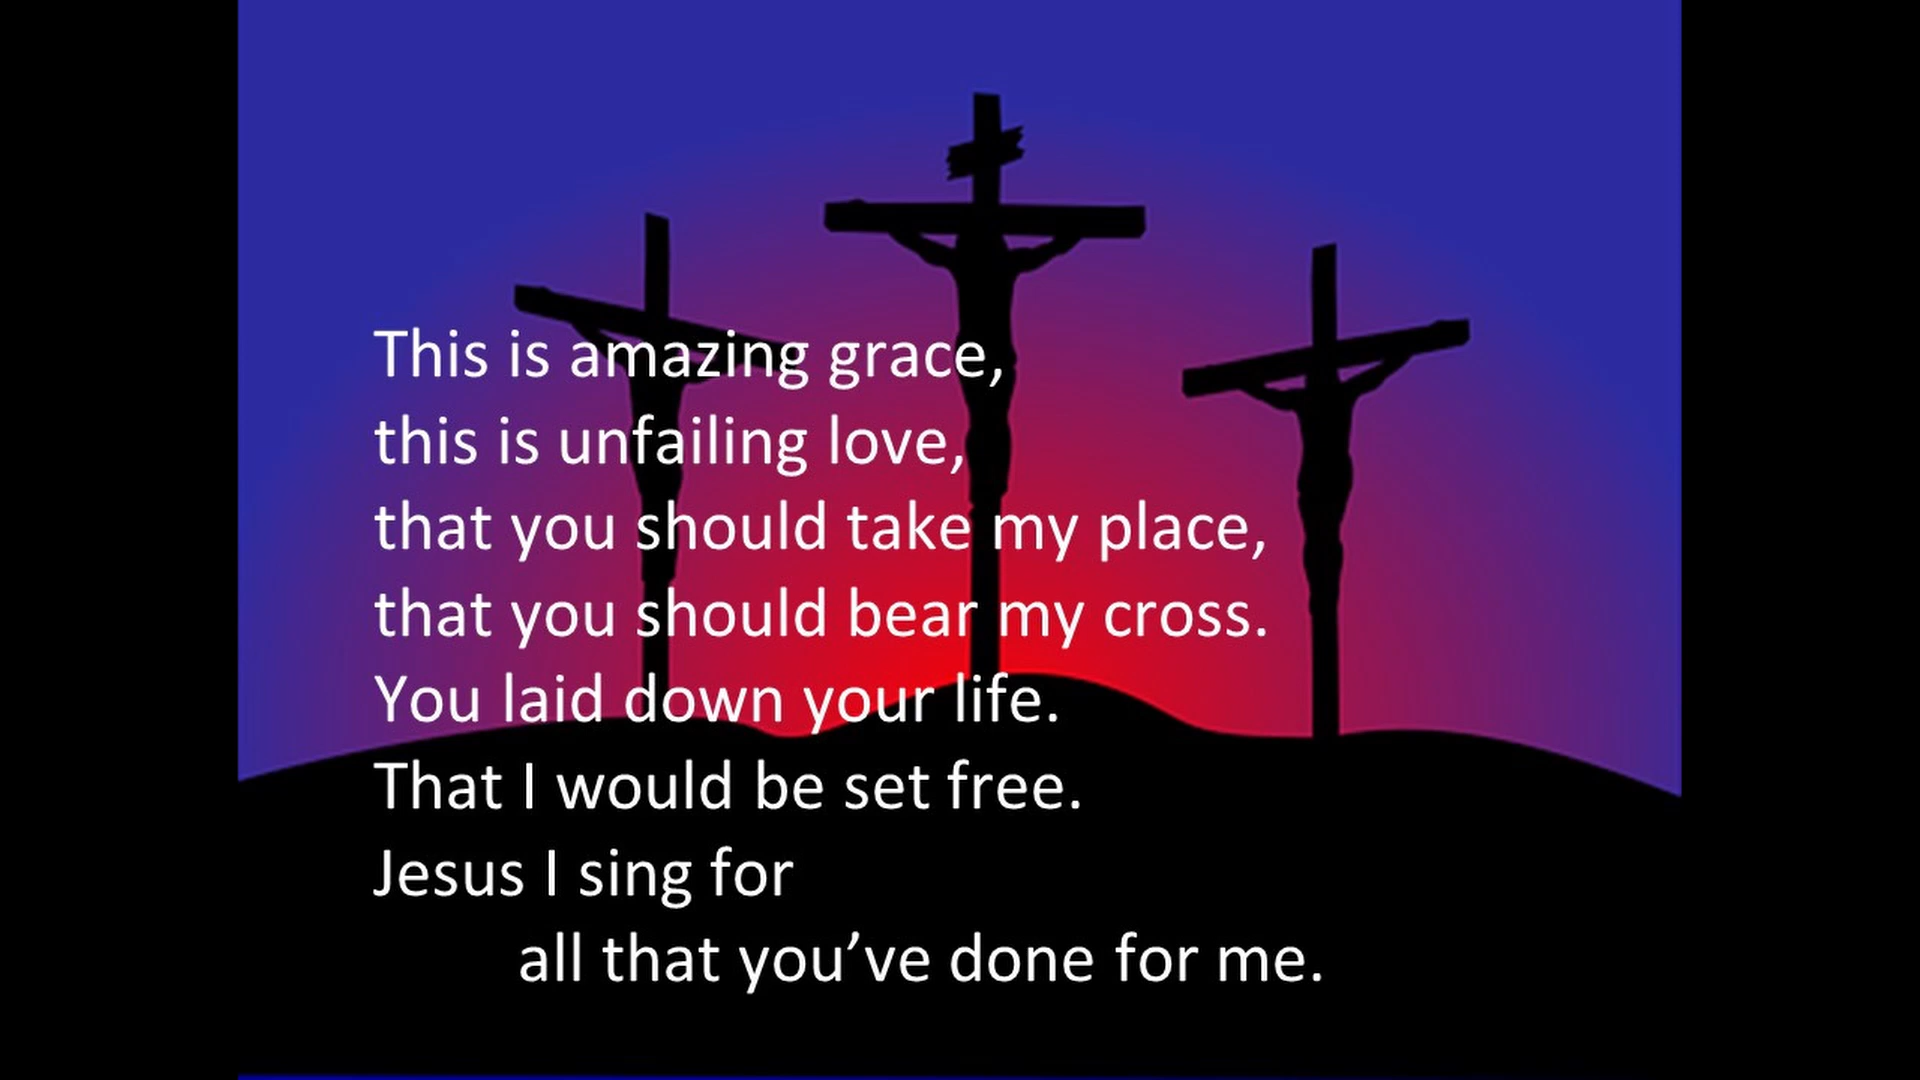 This is amazing grace,
this is unfailing love,
that you should take my place,
that you should bear my cross.
You laid down your life.
That I would be set free.
Jesus I sing for
all that you’ve done for me.